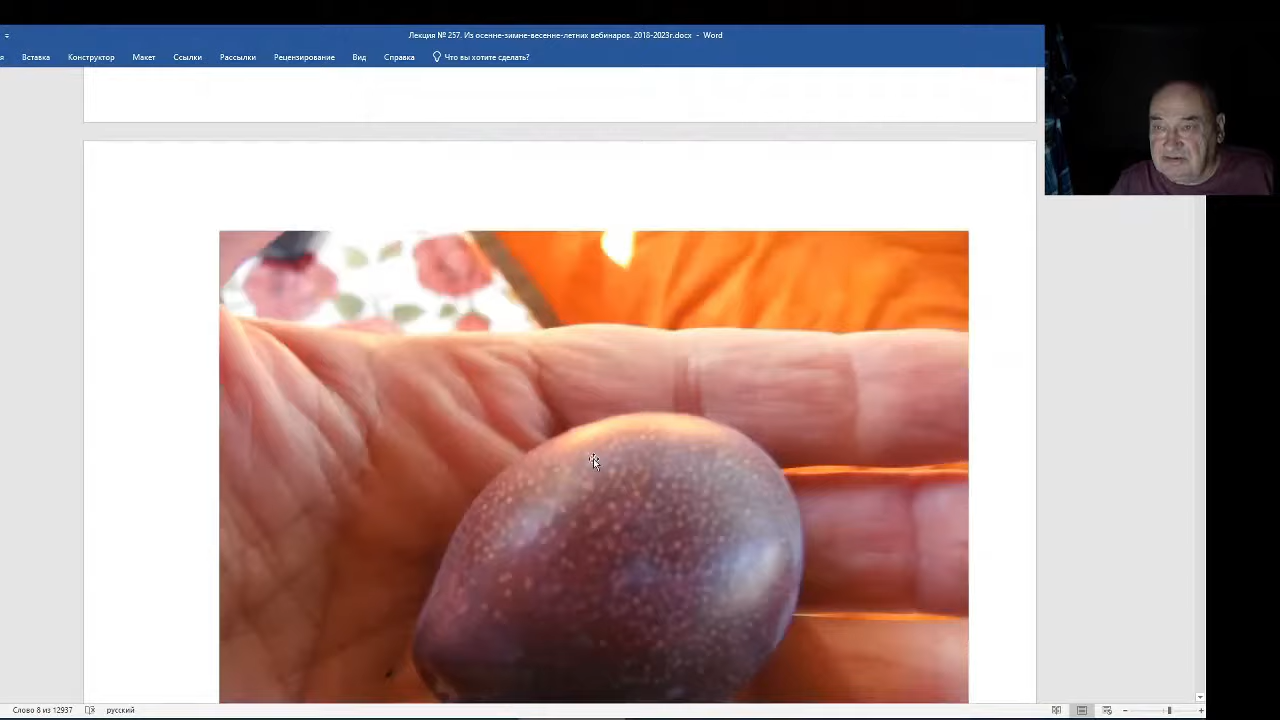 Лекция № 257. Из осенне-зимне-весенне-летних вебинаров. 2018-2023г.docx - Word
я Вставка Конструктор Макет Ссылки Рассылки Рецензирование Вид Справка Что вы хотите сделать?
Слово 8 из 12937 русский